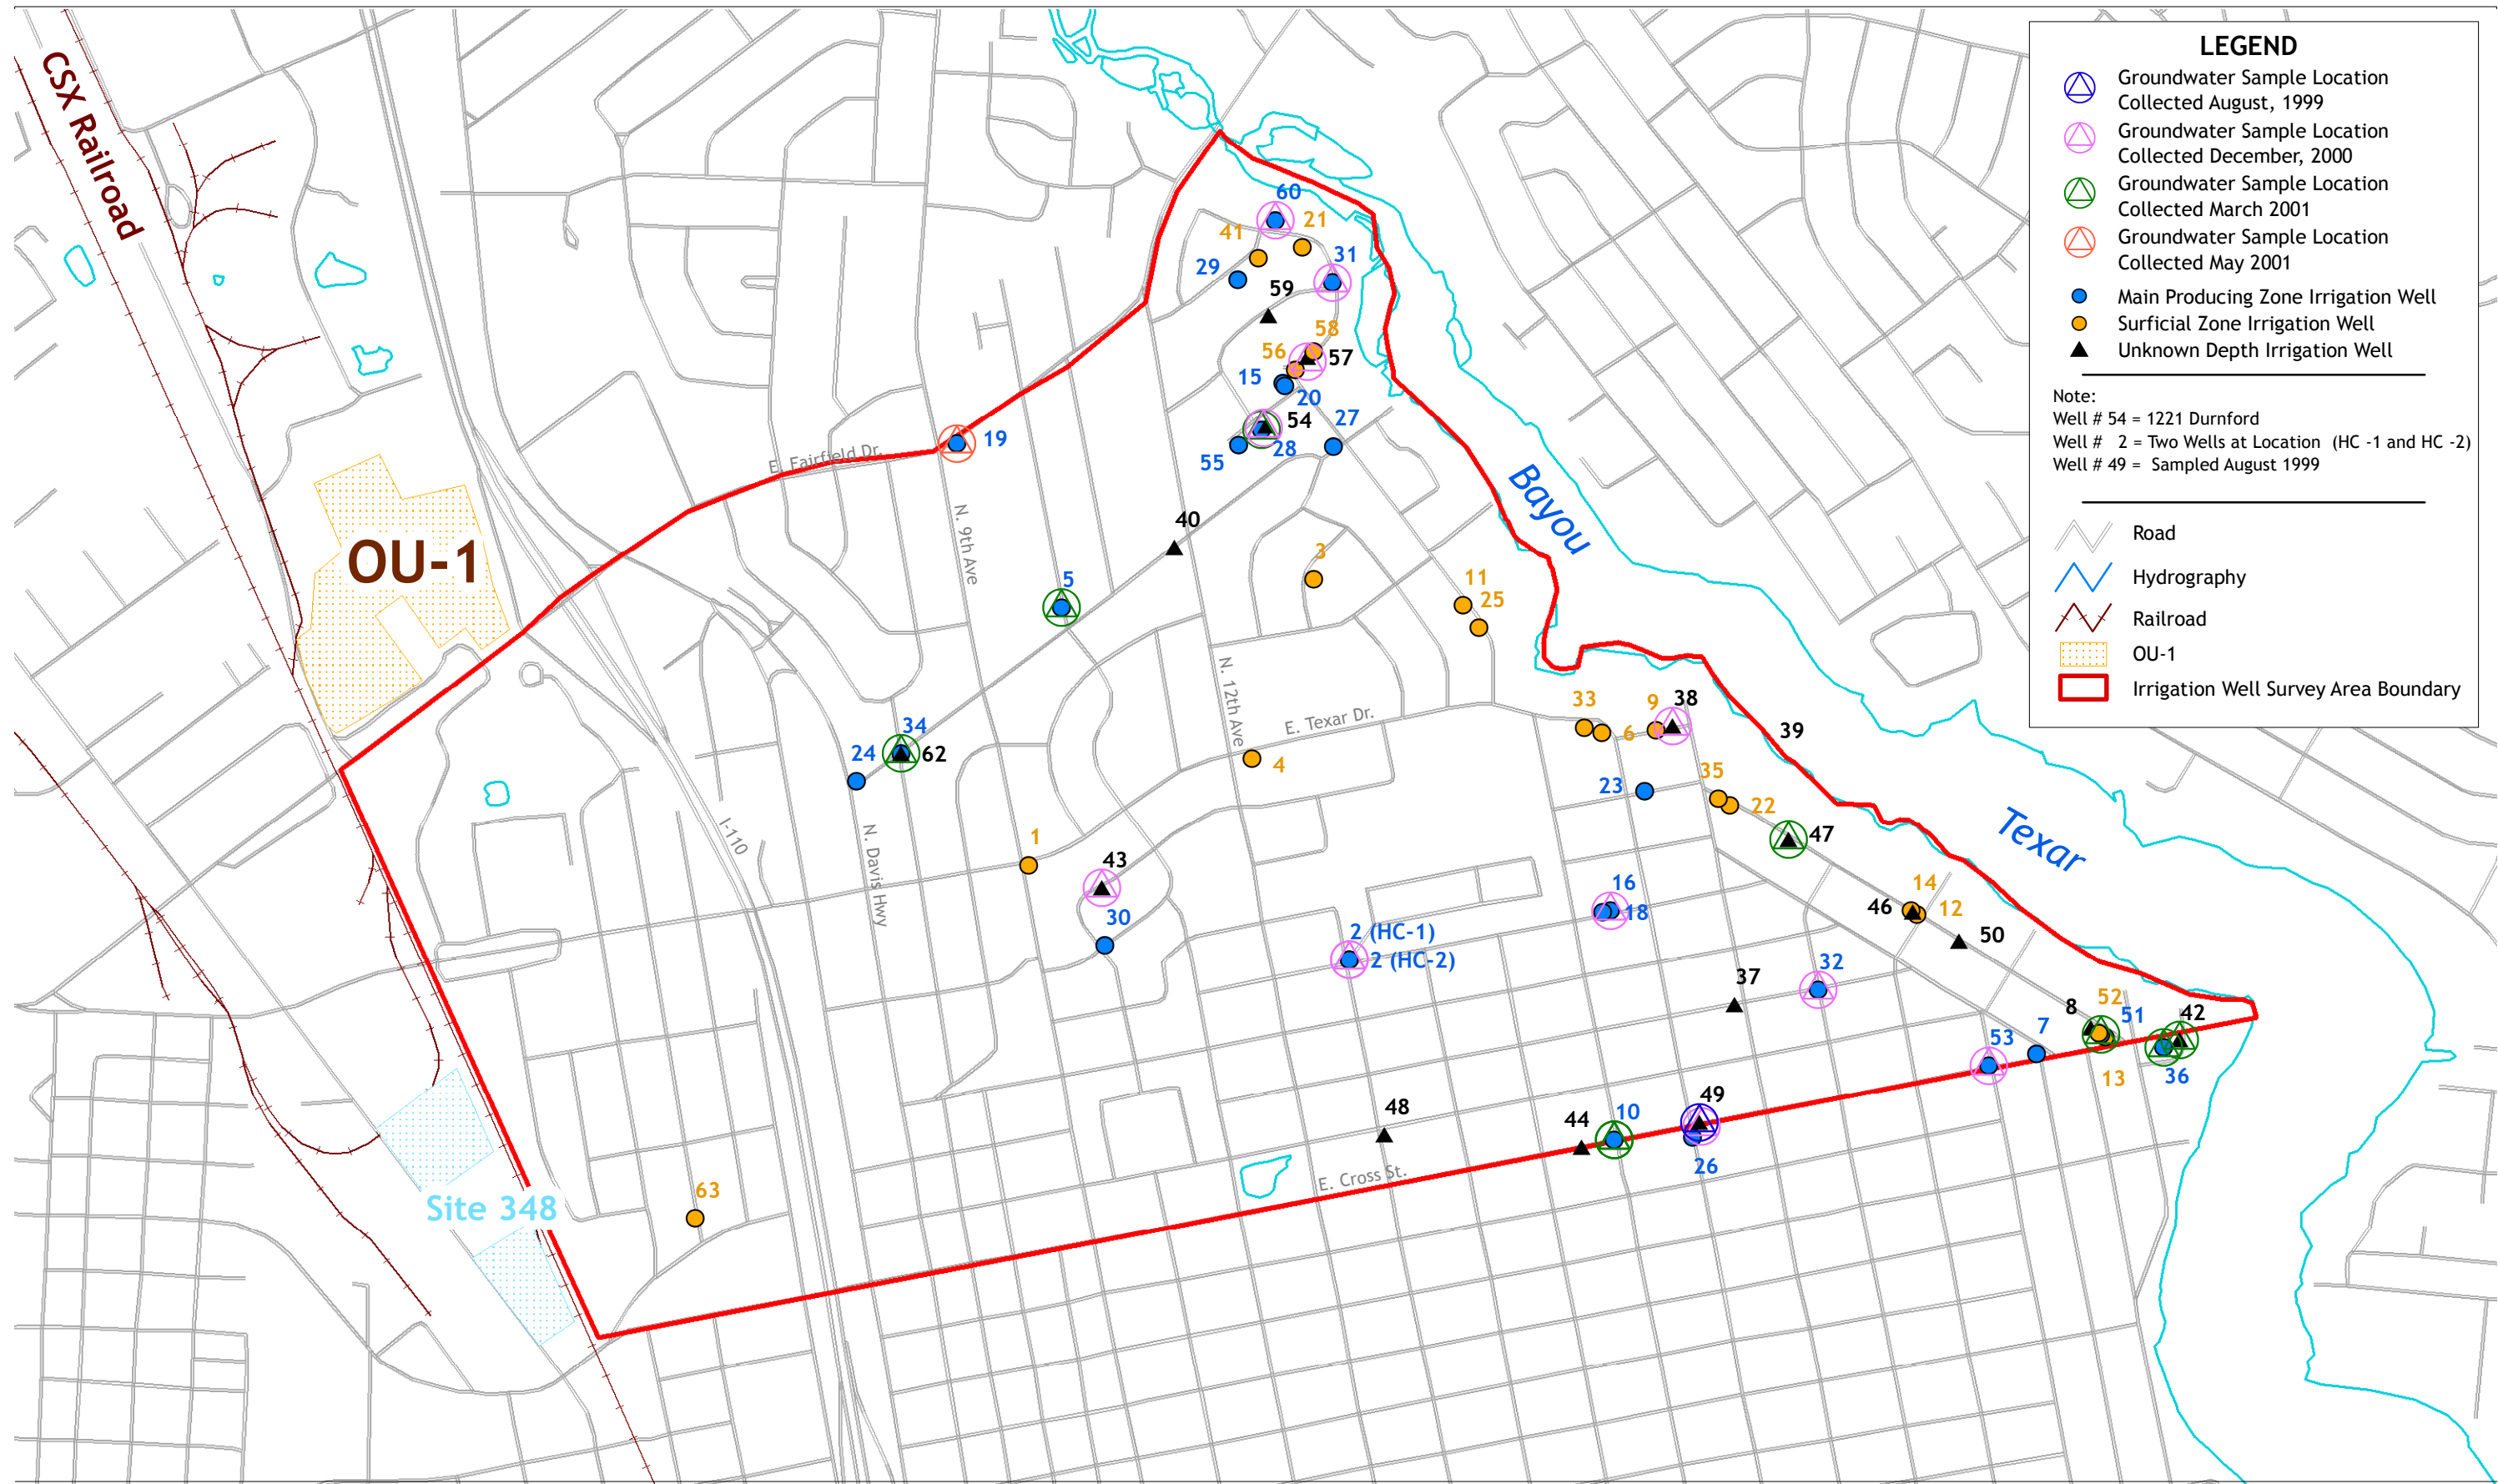 LEGEND
Groundwater Sample Location
Collected August, 1999
Groundwater Sample Location
Collected December, 2000
Groundwater Sample Location
Collected March 2001
Groundwater Sample Location
Collected May 2001
Main Producing Zone Irrigation Well
Surficial Zone Irrigation Well
Unknown Depth Irrigation Well
Note:
Well # 54 = 1221 Durnford
Well # 2 = Two Wells at Location (HC -1 and HC -2)
Well # 49 = Sampled August 1999
Road
Hydrography
Railroad
OU-1
Irrigation Well Survey Area Boundary
CSX Railroad
60
41
21
29
31
59
58
56
57
15
20
27
54
28
55
19
E. Fairfield Dr.
OU-1
Bayou
N. 9th Ave
40
3
5
11
25
N. 12th Ave
33
9
38
6
39
E. Texar Dr.
34
24
62
4
23
35
22
I-110
N. Davis Hwy
1
47
Texar
43
30
16
18
14
46
12
50
2 (HC-1)
2 (HC-2)
32
37
52
8
51
42
7
53
13
36
49
48
44
10
26
E. Cross St.
63
Site 348